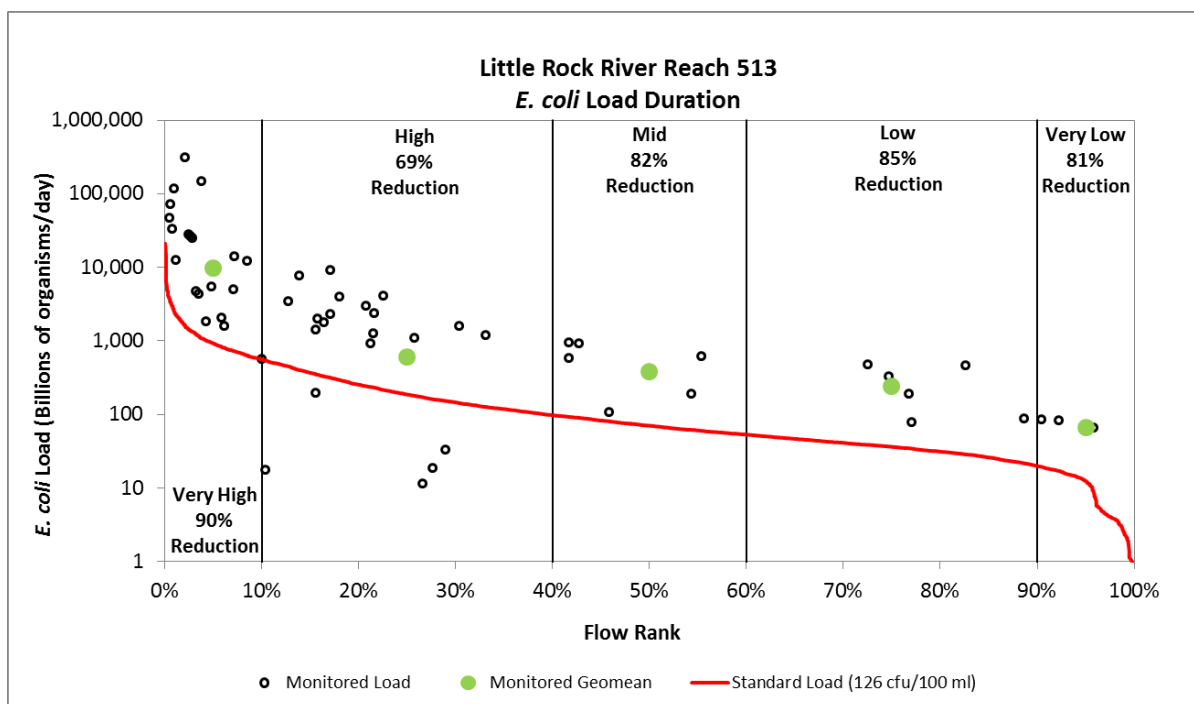 Little Rock River Reach 513
E. coli Load Duration
E. coli Load (Billions of organisms/day)
1,000,000
100,000
10,000
1,000
100
10
1
High
69%
Reduction
Mid
82%
Reduction
Low
85%
Reduction
Very Low
81%
Reduction
Very High
90%
Reduction
0%
10%
20%
30%
40%
50%
60%
70%
80%
90%
100%
Flow Rank
Monitored Load
Monitored Geomean
Standard Load (126 cfu/100 ml)